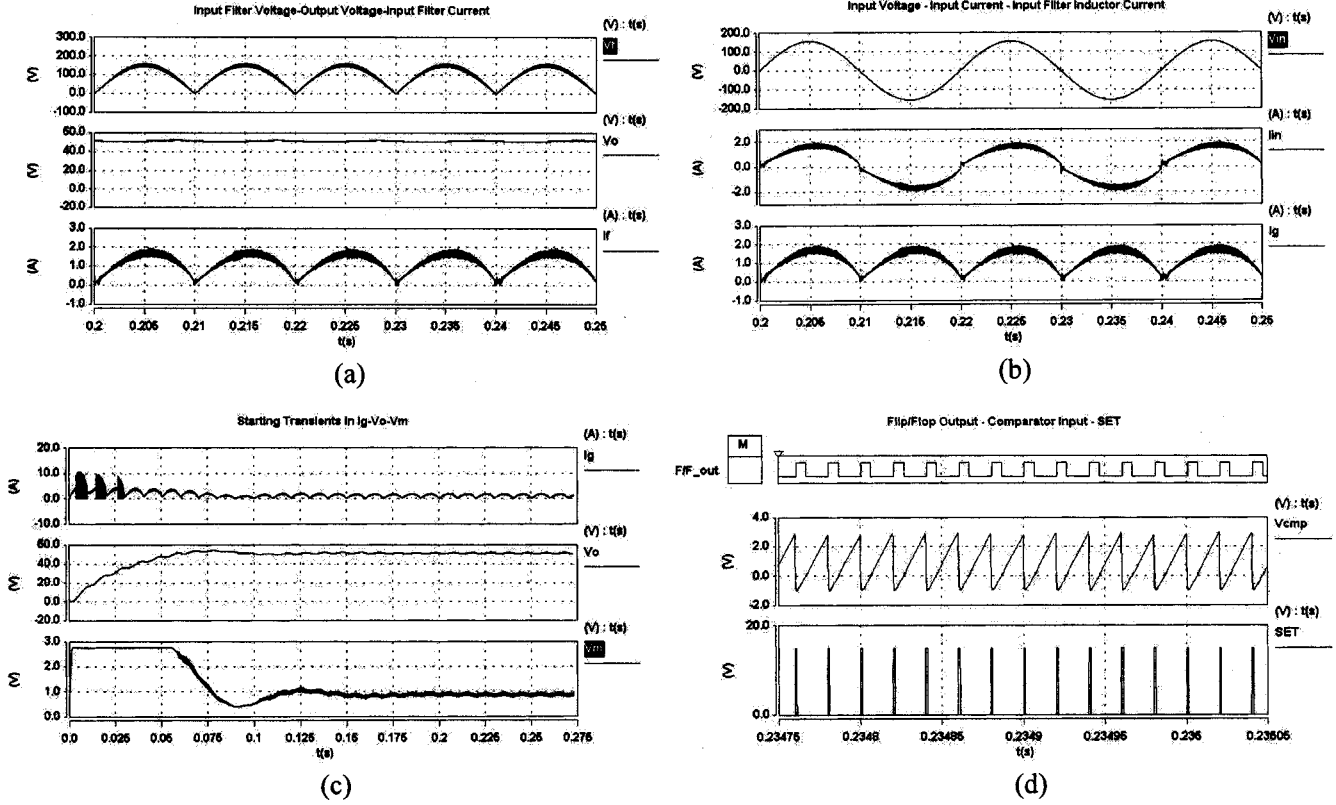 Input Filter Voltage-Output Voltage-Input Filter Current
(V) : t(s)
Vf
300.0
200.0
100.0
0.0
-100.0
(V)
(V) : t(s)
Vo
60.0
40.0
20.0
0.0
-20.0
(V)
(A) : t(s)
If
3.0
2.0
1.0
0.0
-1.0
(A)
0.2 0.205 0.21 0.215 0.22 0.225 0.23 0.235 0.24 0.245 0.25
t(s)
(a)
Input Voltage - Input Current - Input Filter Inductor Current
(V) : t(s)
Vin
200.0
100.0
0.0
-100.0
-200.0
(V)
(A) : t(s)
Iin
2.0
0.0
-2.0
(A)
(A) : t(s)
Ig
3.0
2.0
1.0
0.0
-1.0
(A)
0.2 0.205 0.21 0.215 0.22 0.225 0.23 0.235 0.24 0.245 0.25
t(s)
(b)
Starting Transients in Ig-Vo-Vm
(A) : t(s)
Ig
20.0
10.0
0.0
-10.0
(A)
(V) : t(s)
Vo
60.0
40.0
20.0
0.0
-20.0
(V)
(V) : t(s)
Vm
3.0
2.0
1.0
0.0
(V)
0.0 0.025 0.05 0.075 0.1 0.125 0.15 0.175 0.2 0.225 0.25 0.275
t(s)
(c)
Flip/Flop Output - Comparator Input - SET
M
F/F_out
(V) : t(s)
Vcmp
4.0
2.0
0.0
-2.0
(V)
(V) : t(s)
SET
20.0
0.0
(V)
0.23475 0.2348 0.23485 0.2349 0.23495 0.235 0.23505
t(s)
(d)